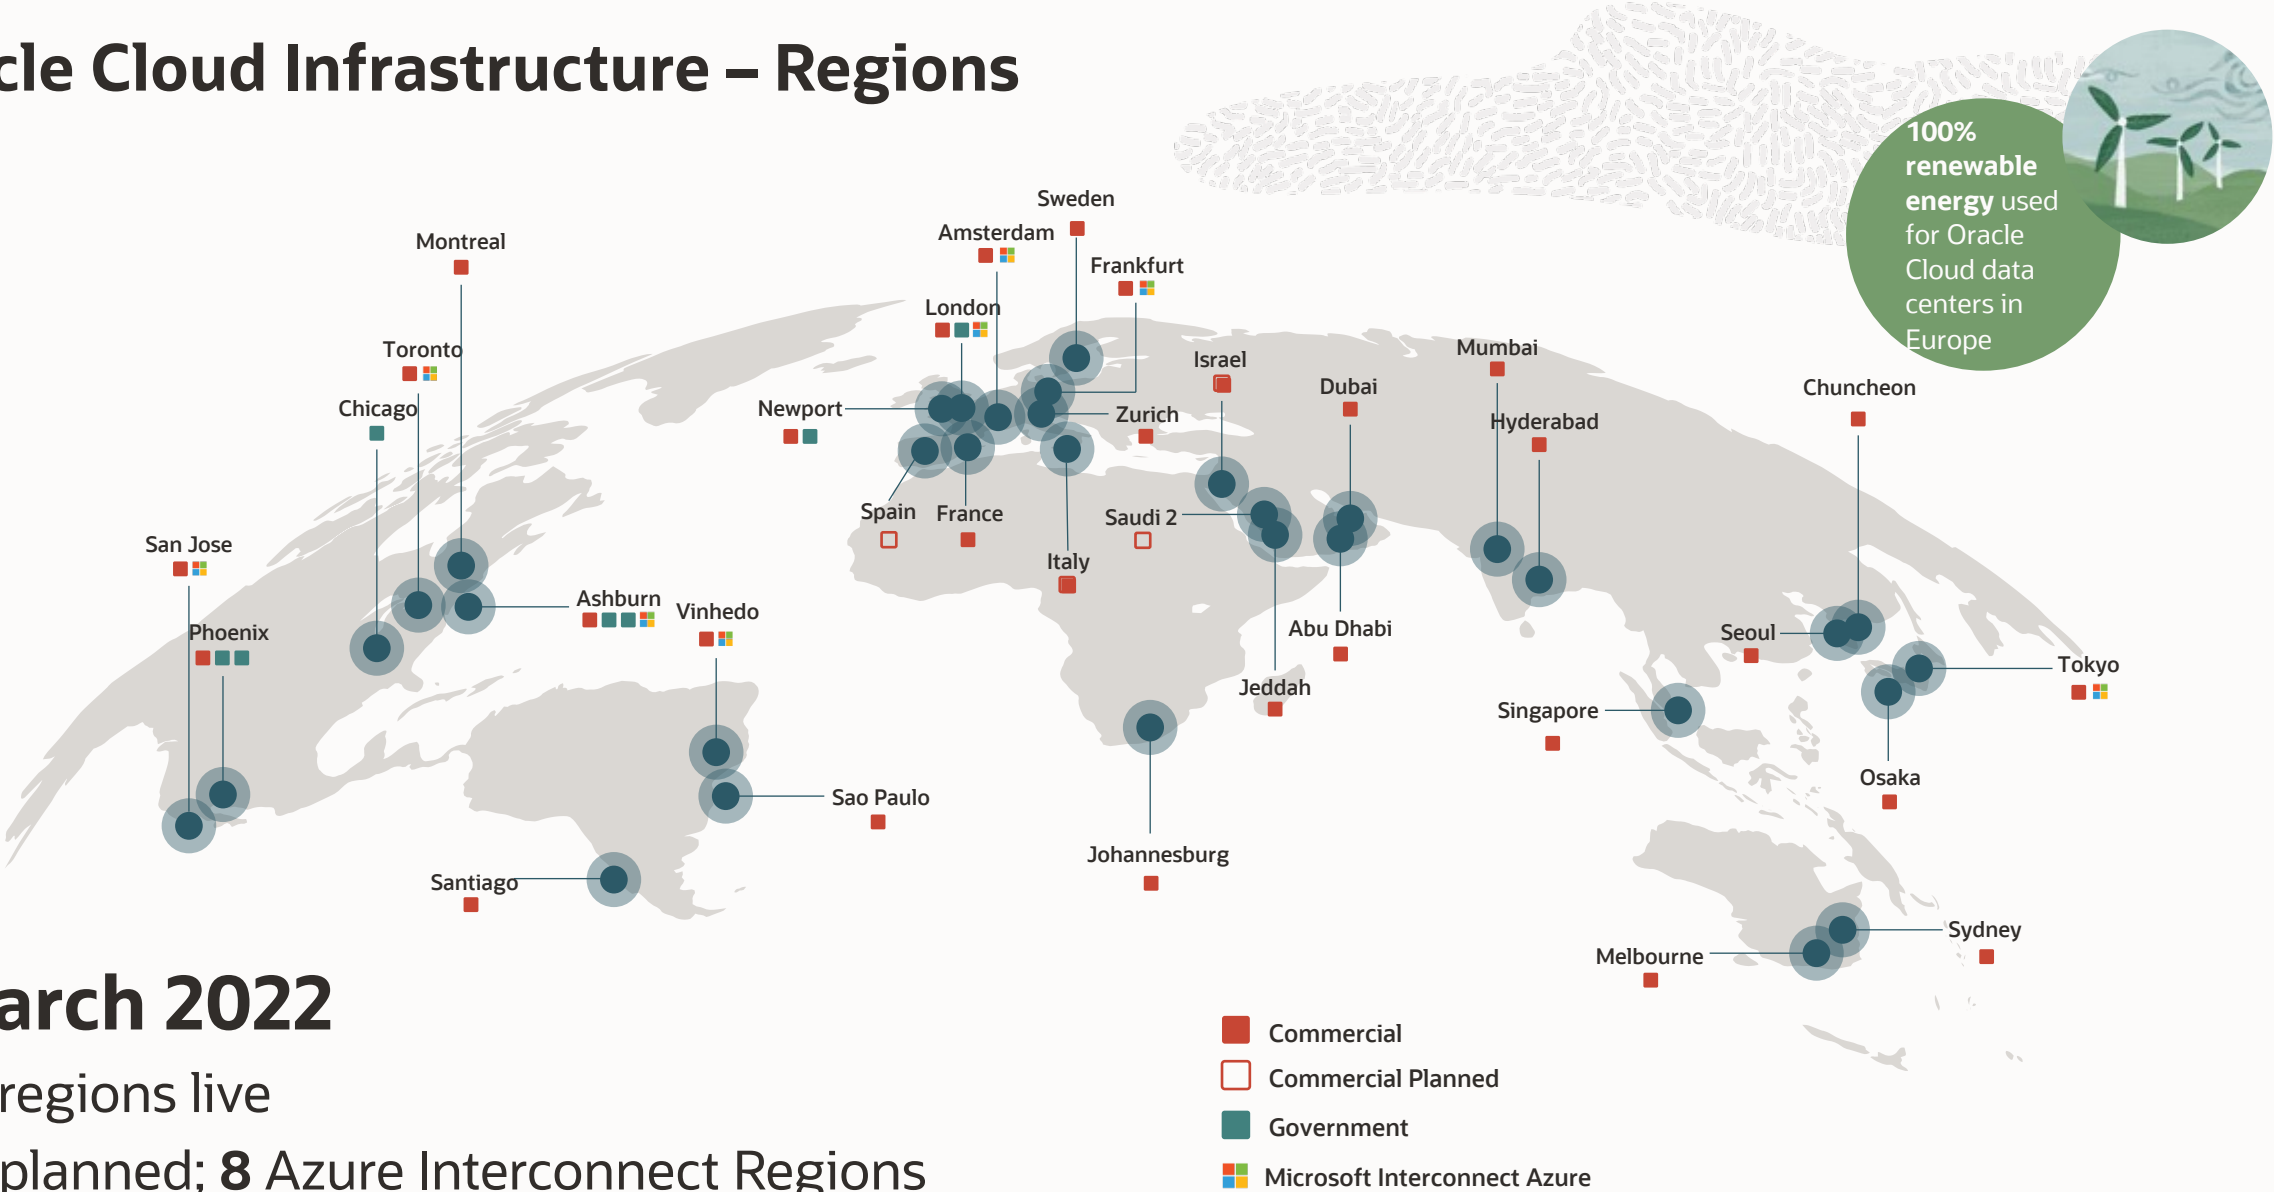 cle Cloud Infrastructure – Regions
100%
renewable
energy used
for Oracle
Cloud data
centers in
Europe
Sweden
Amsterdam
Montreal
Frankfurt
London
Mumbai
Toronto
Israel
Dubai
Chuncheon
Chicago
Newport
Zurich
Hyderabad
Spain
France
Saudi 2
San Jose
Italy
Ashburn
Vinhedo
Phoenix
Abu Dhabi
Seoul
Tokyo
Jeddah
Singapore
Osaka
Sao Paulo
Johannesburg
Santiago
Sydney
Melbourne
arch 2022
regions live
planned; 8 Azure Interconnect Regions
Commercial
Commercial Planned
Government
Microsoft Interconnect Azure